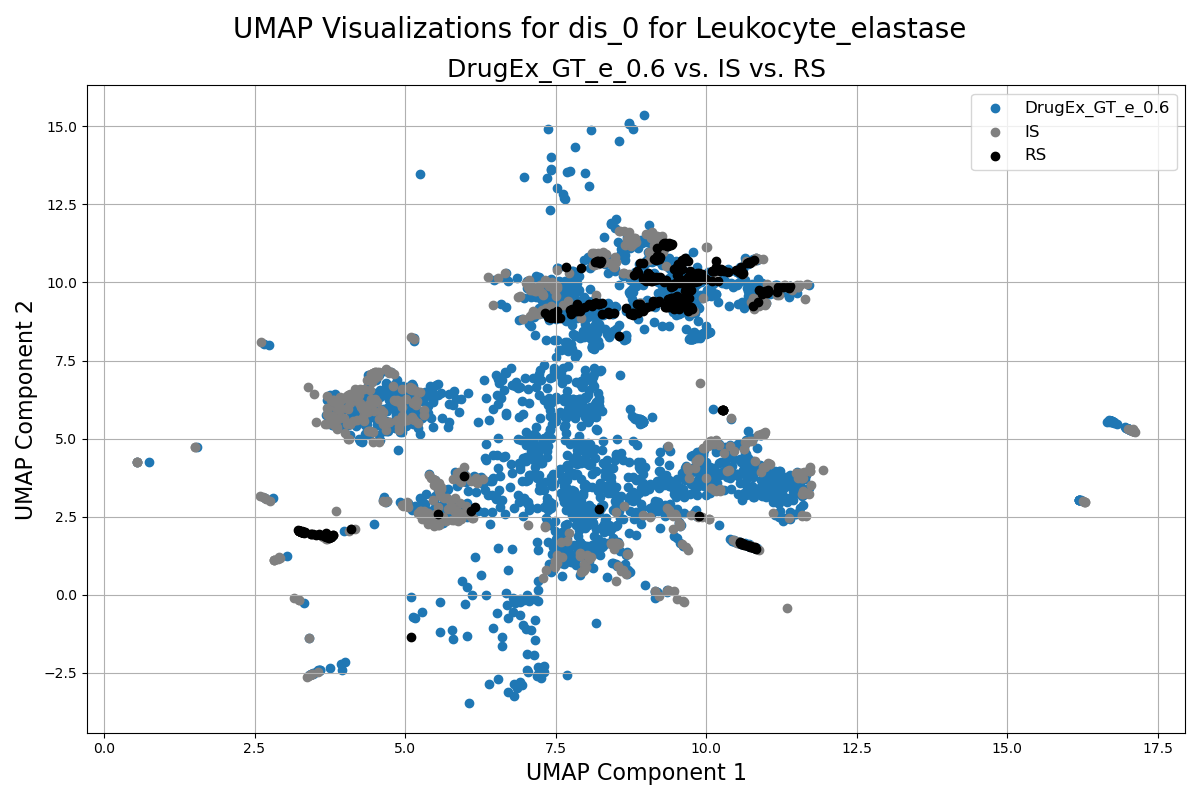 UMAP Visualizations for dis_0 for Leukocyte_elastase
DrugEx_GT_e_0.6 vs. IS vs. RS
DrugEx_GT_e_0.6
IS
RS
15.0
12.5
10.0
7.5
5.0
2.5
0.0
−2.5
UMAP Component 2
0.0 2.5 5.0 7.5 10.0 12.5 15.0 17.5
UMAP Component 1